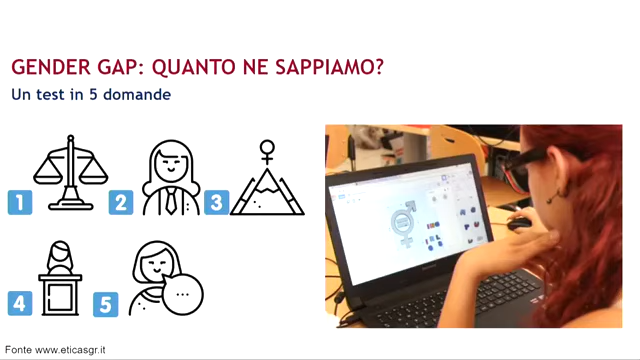 GENDER GAP: QUANTO NE SAPPIAMO?
Un test in 5 domande
1
2
3
4
5
Fonte www.eticasgr.it